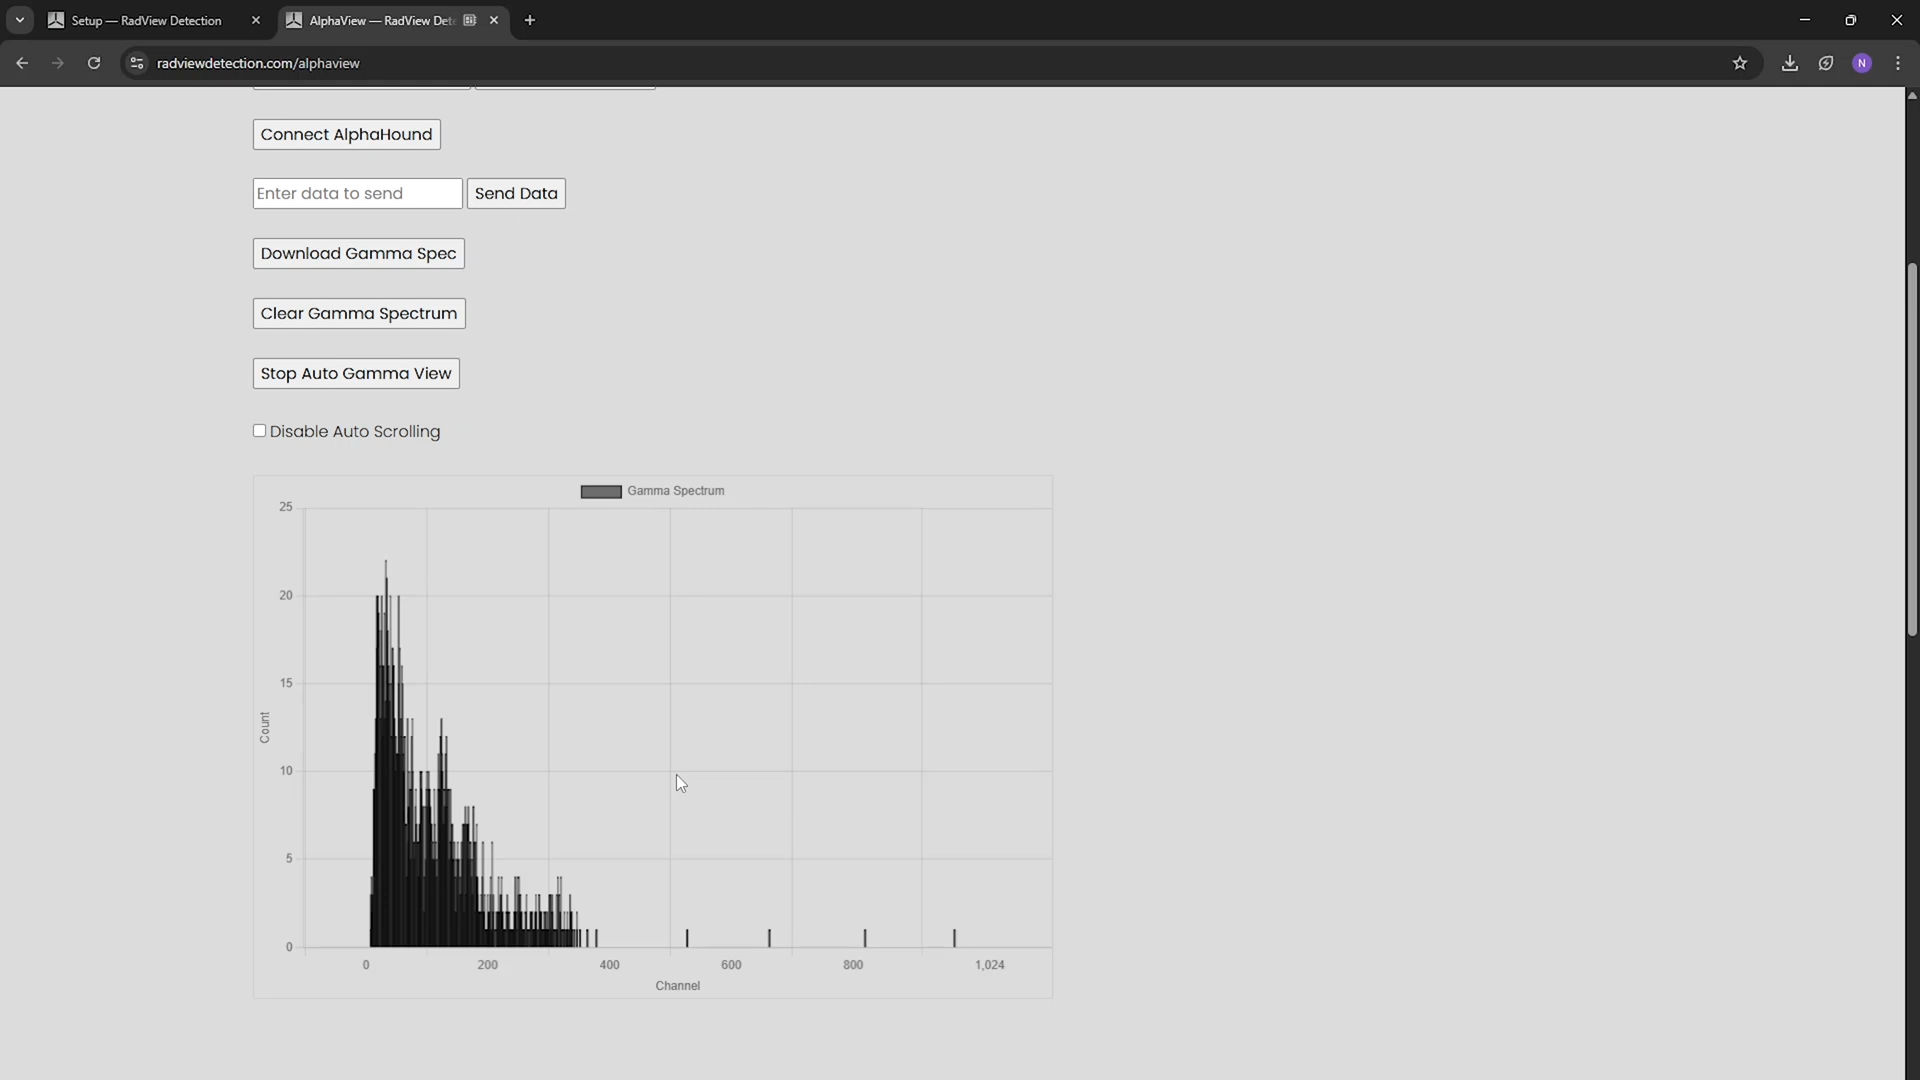 Setup — RadView Detection
AlphaView — RadView Det
radviewdetection.com/alphaview
N
Connect AlphaHound
Enter data to send
Send Data
Download Gamma Spec
Clear Gamma Spectrum
Stop Auto Gamma View
Disable Auto Scrolling
Gamma Spectrum
25
20
15
10
5
0
Count
0 200 400 600 800 1,024
Channel